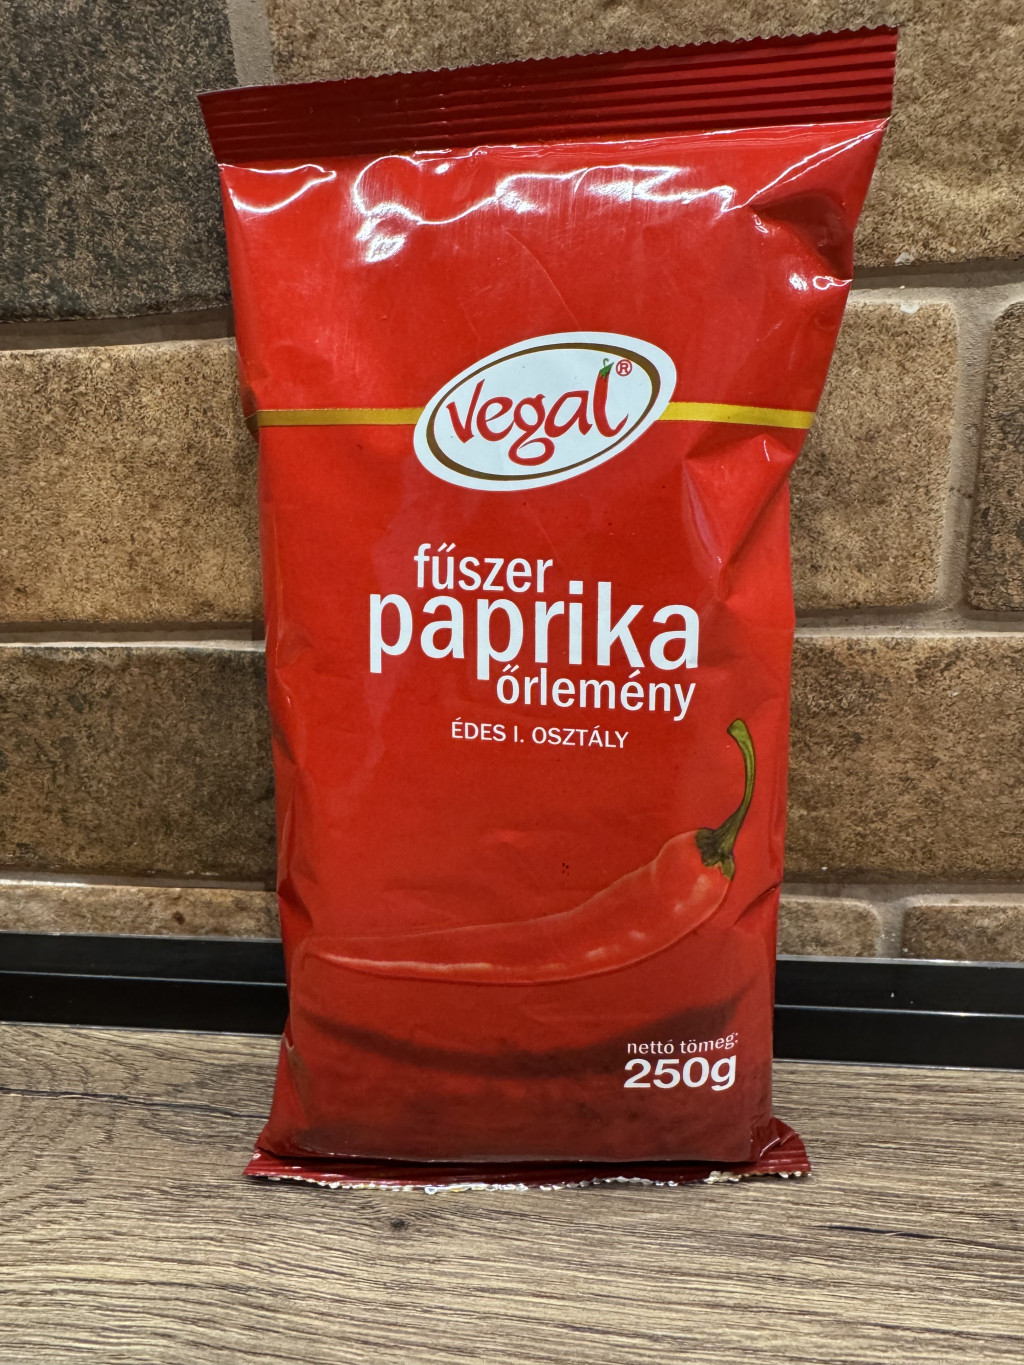 Vegal®
fűszer
paprika
őrlemény
ÉDES I. OSZTÁLY
nettó tömeg:
250g